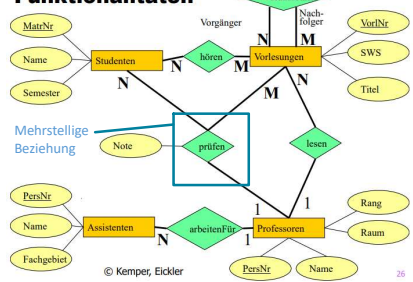 Funktionalitäten
Vorgänger
Nach-
folger
MatrNr
VorlNr
N
M
Name
Studenten
N
hören
M
Vorlesungen
SWS
Semester
N
M
N
Titel
Mehrstellige
Beziehung
Note
prüfen
lesen
PersNr
Rang
1
1
Name
Assistenten
N
arbeitenFür
1
Professoren
Raum
Fachgebiet
© Kemper, Eickler
PersNr
Name
26